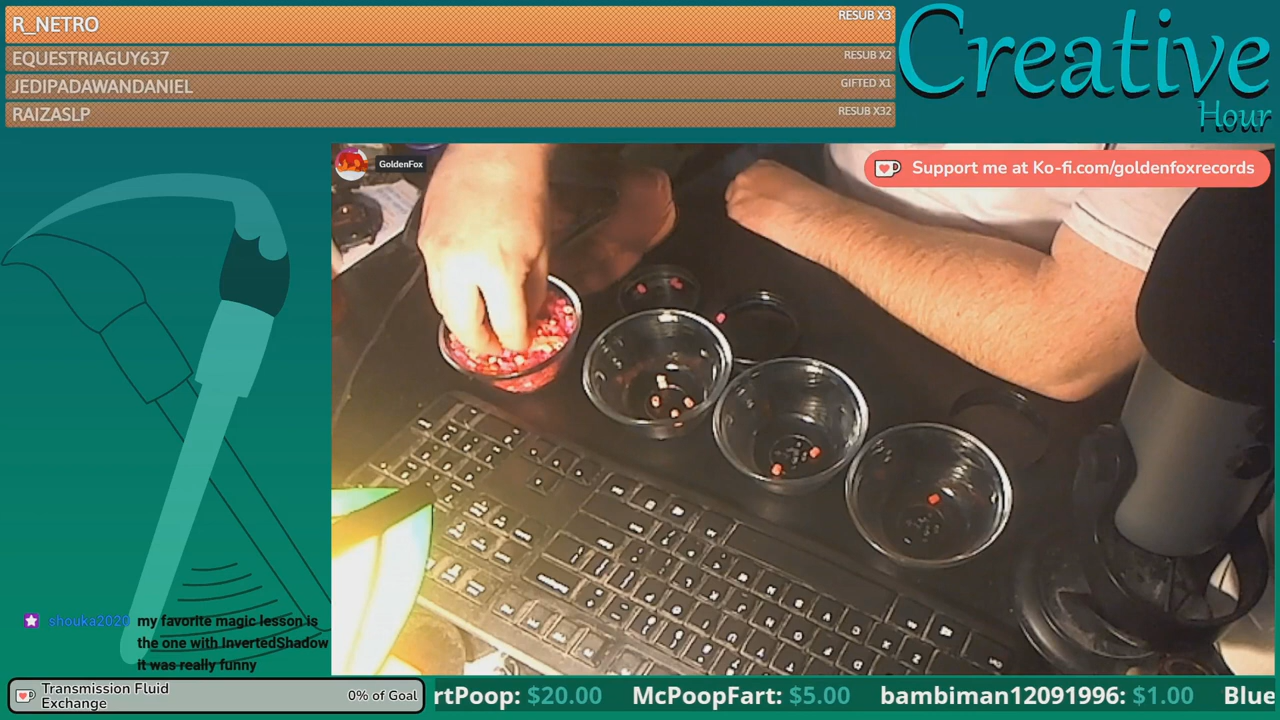 R_NETRO
RESUB X3
EQUESTRIAGUY637
RESUB X2
JEDIPADAWANDANIEL
GIFTED X1
RAIZASLP
RESUB X32
Creative
Hour
GoldenFox
Support me at Ko-fi.com/goldenfoxrecords
shouka2020 my favorite magic lesson is
the one with InvertedShadow
it was really funny
Transmission Fluid
Exchange
0% of Goal
rtPoop: $20.00 McPoopFart: $5.00 bambiman12091996: $1.00 Blue